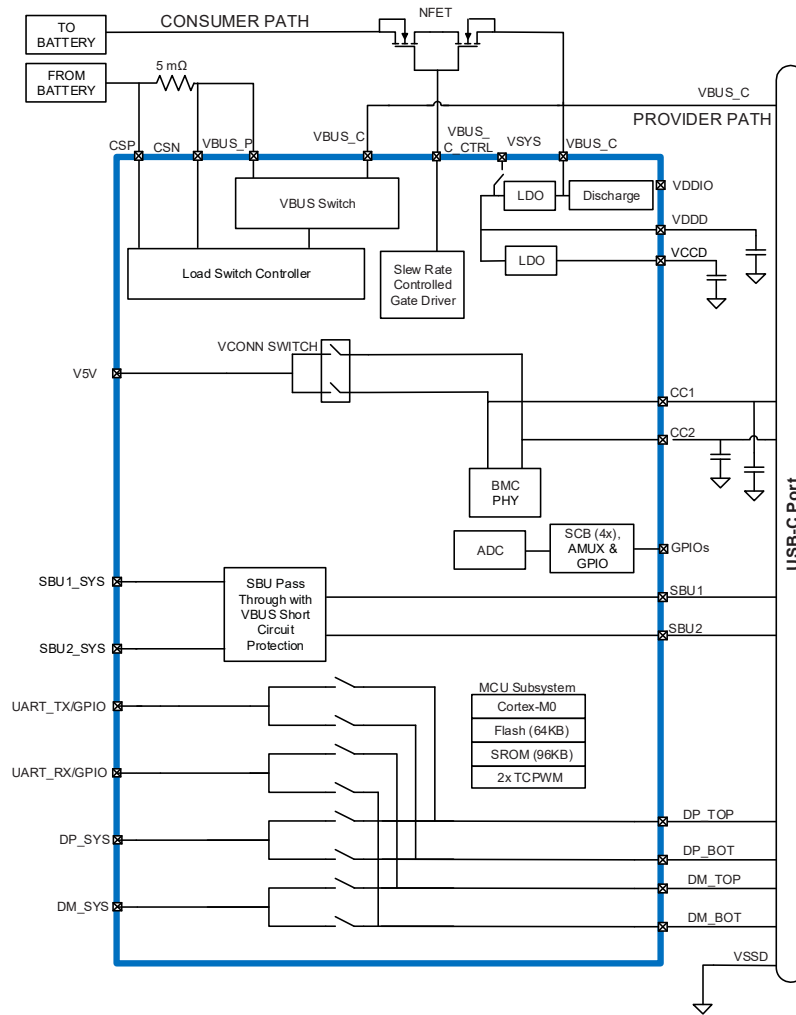 TO
BATTERY
CONSUMER PATH
NFET
FROM
BATTERY
5 mΩ
VBUS_C
PROVIDER PATH
CSP
CSN
VBUS_P
VBUS_C
VBUS_
C_CTRL
VSYS
VBUS_C
VBUS Switch
LDO
Discharge
VDDIO
VDDD
Load Switch Controller
Slew Rate
Controlled
Gate Driver
LDO
VCCD
VCONN SWITCH
V5V
CC1
CC2
BMC
PHY
ADC
SCB (4x),
AMUX &
GPIO
GPIOs
USB-C Port
SBU1_SYS
SBU Pass
Through with
VBUS Short
Circuit
Protection
SBU1
SBU2_SYS
SBU2
UART_TX/GPIO
MCU Subsystem
Cortex-M0
Flash (64KB)
SROM (96KB)
2x TCPWM
UART_RX/GPIO
DP_SYS
DP_TOP
DP_BOT
DM_SYS
DM_TOP
DM_BOT
VSSD